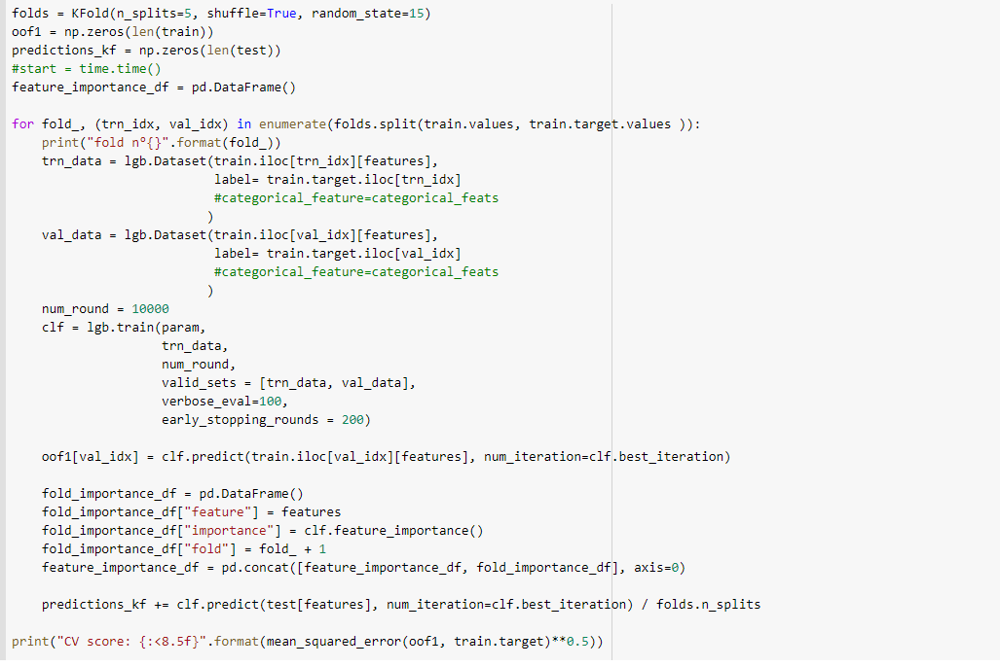 folds = KFold(n_splits=5, shuffle=True, random_state=15)
oof1 = np.zeros(len(train))
predictions_kf = np.zeros(len(test))
#start = time.time()
feature_importance_df = pd.DataFrame()

for fold_, (trn_idx, val_idx) in enumerate(folds.split(train.values, train.target.values )):
    print("fold n°{}".format(fold_))
    trn_data = lgb.Dataset(train.iloc[trn_idx][features],
                           label= train.target.iloc[trn_idx]
                           #categorical_feature=categorical_feats
                          )
    val_data = lgb.Dataset(train.iloc[val_idx][features],
                           label= train.target.iloc[val_idx]
                           #categorical_feature=categorical_feats
                          )
    num_round = 10000
    clf = lgb.train(param,
                    trn_data,
                    num_round,
                    valid_sets = [trn_data, val_data],
                    verbose_eval=100,
                    early_stopping_rounds = 200)

    oof1[val_idx] = clf.predict(train.iloc[val_idx][features], num_iteration=clf.best_iteration)

    fold_importance_df = pd.DataFrame()
    fold_importance_df["feature"] = features
    fold_importance_df["importance"] = clf.feature_importance()
    fold_importance_df["fold"] = fold_ + 1
    feature_importance_df = pd.concat([feature_importance_df, fold_importance_df], axis=0)

    predictions_kf += clf.predict(test[features], num_iteration=clf.best_iteration) / folds.n_splits

print("CV score: {:<8.5f}".format(mean_squared_error(oof1, train.target)**0.5))